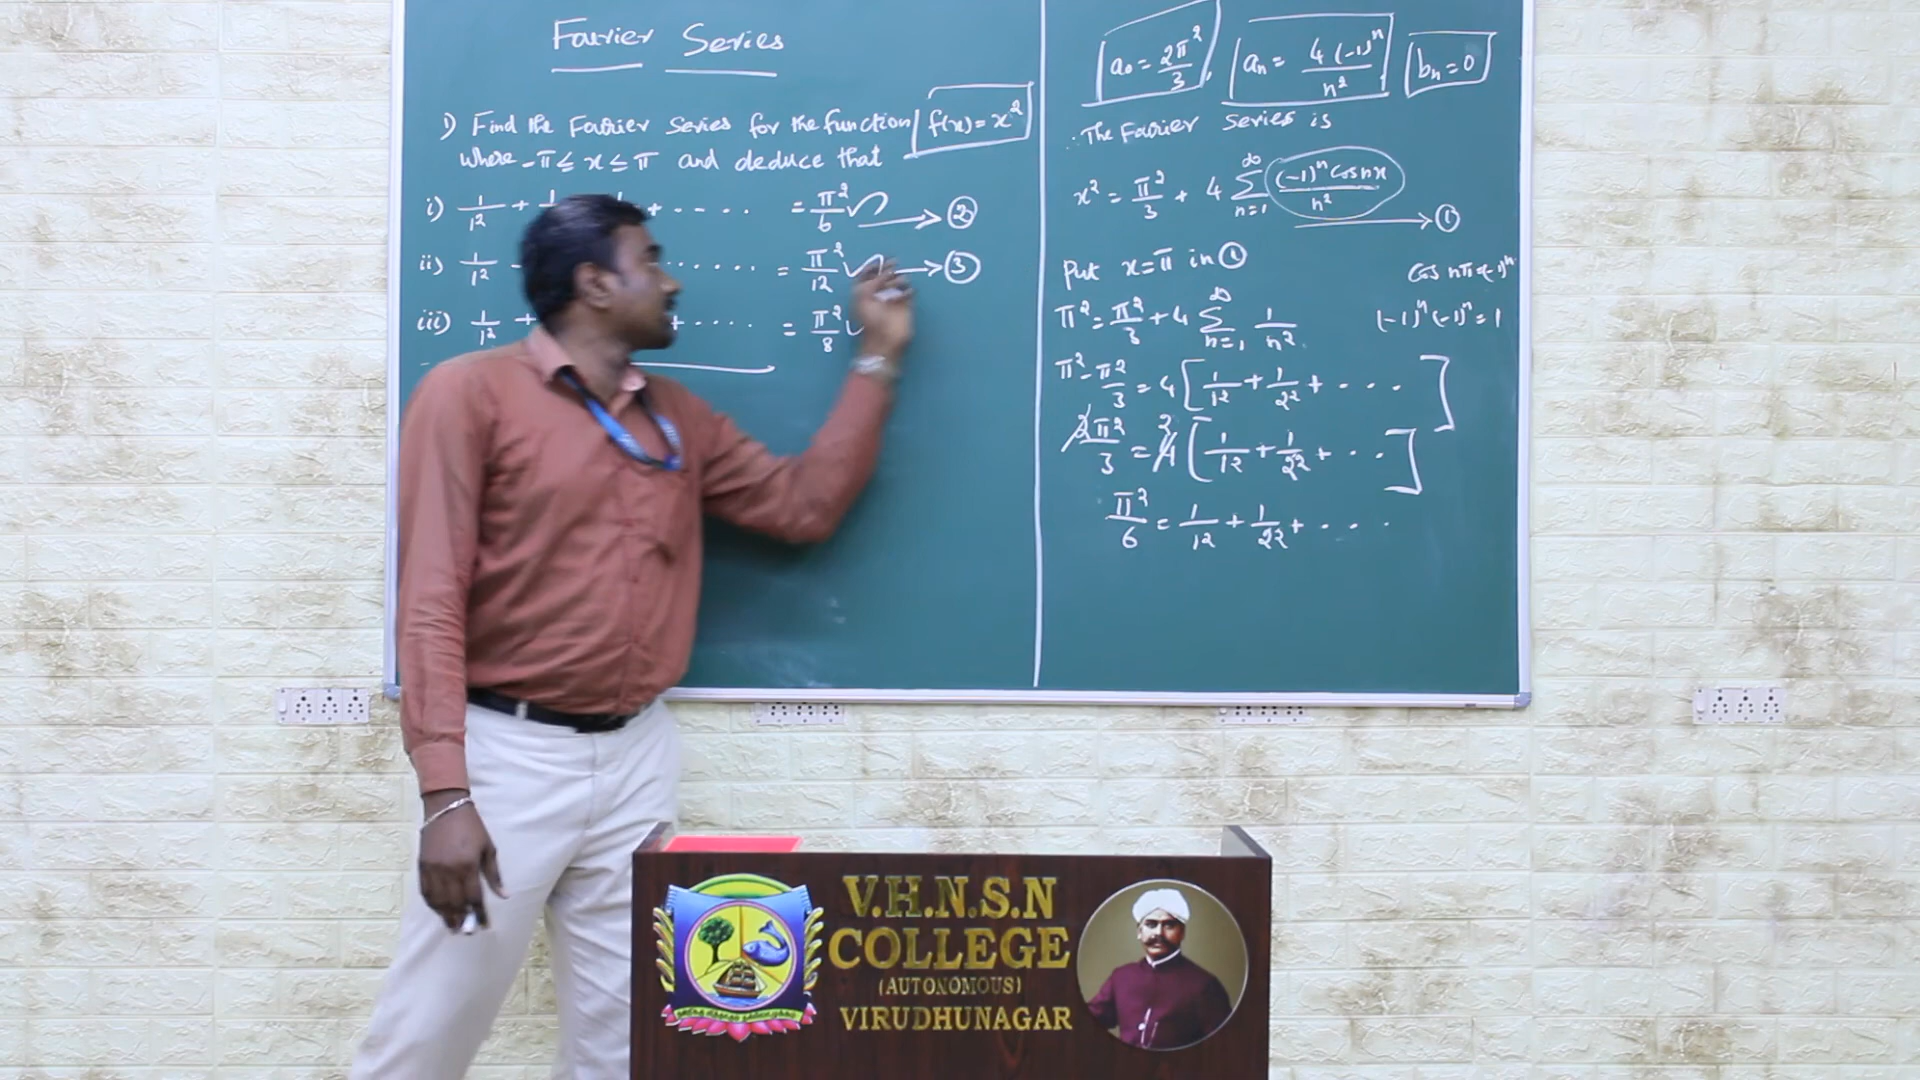 Fourier Series
1) Find the Fourier Series for the function f(x) = x²
where -π ≤ x ≤ π and deduce that
i) 1/1² + 1/ + ···· = π²/6 → ②
ii) 1/1² - ······ = π²/12 → ③
iii) 1/1² + + ···· = π²/8
a₀ = 2π²/3, aₙ = 4(-1)ⁿ/n² bₙ = 0
∴ The Fourier Series is
x² = π²/3 + 4 ∑_{n=1}^{∞} (-1)ⁿ cos nx/n² → ①
Put x = π in ①
cos nπ = (-1)ⁿ
π² = π²/3 + 4 ∑_{n=1}^{∞} 1/n²
(-1)ⁿ (-1)ⁿ = 1
π² - π²/3 = 4 [1/1² + 1/2² + ····]
2π²/3 = 4 2 [1/1² + 1/2² + ···]
π²/6 = 1/1² + 1/2² + ····
V.H.N.S.N
COLLEGE
(AUTONOMOUS)
VIRUDHUNAGAR